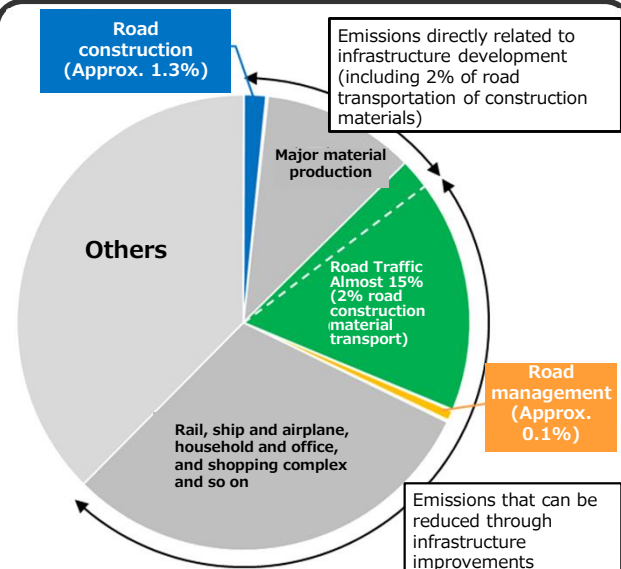 Road
construction
(Approx. 1.3%)
Emissions directly related to
infrastructure development
(including 2% of road
transportation of construction
materials)
Major material
production
Others
Road Traffic
Almost 15%
(2% road
construction
material
transport)
Road
management
(Approx.
0.1%)
Rail, ship and airplane,
household and office,
and shopping complex
and so on
Emissions that can be
reduced through
infrastructure
improvements